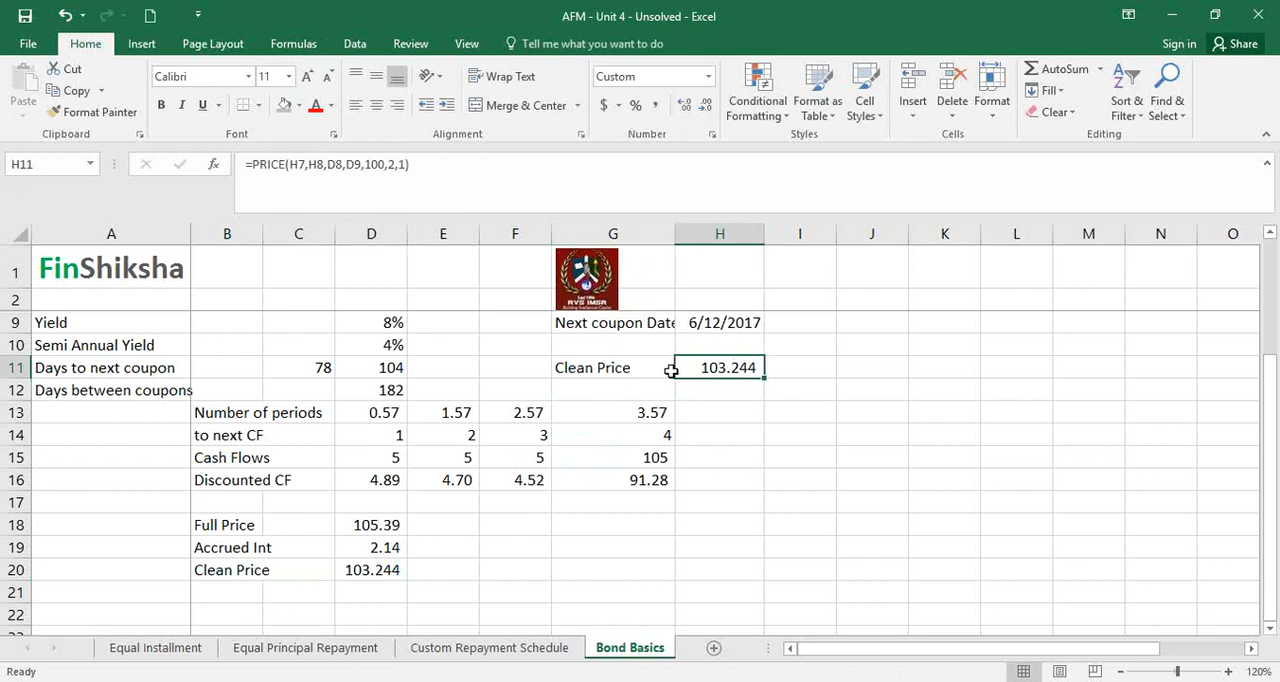 AFM - Unit 4 - Unsolved - Excel
File Home Insert Page Layout Formulas Data Review View Tell me what you want to do Sign in Share
Paste Cut Copy Format Painter
Calibri 11
B I U A
Wrap Text
Merge & Center
Custom
$ % ,
Conditional Formatting Format as Table Cell Styles
Insert Delete Format
AutoSum Fill Clear
Sort & Filter Find & Select
Clipboard Font Alignment Number Styles Cells Editing
H11 fx =PRICE(H7,H8,D8,D9,100,2,1)
A B C D E F G H I J K L M N O
1 FinShiksha RVS IMSR
2
9 Yield 8% Next coupon Date 6/12/2017
10 Semi Annual Yield 4%
11 Days to next coupon 78 104 Clean Price 103.244
12 Days between coupons 182
13 Number of periods 0.57 1.57 2.57 3.57
14 to next CF 1 2 3 4
15 Cash Flows 5 5 5 105
16 Discounted CF 4.89 4.70 4.52 91.28
17
18 Full Price 105.39
19 Accrued Int 2.14
20 Clean Price 103.244
21
22
Equal Installment Equal Principal Repayment Custom Repayment Schedule Bond Basics
Ready 120%